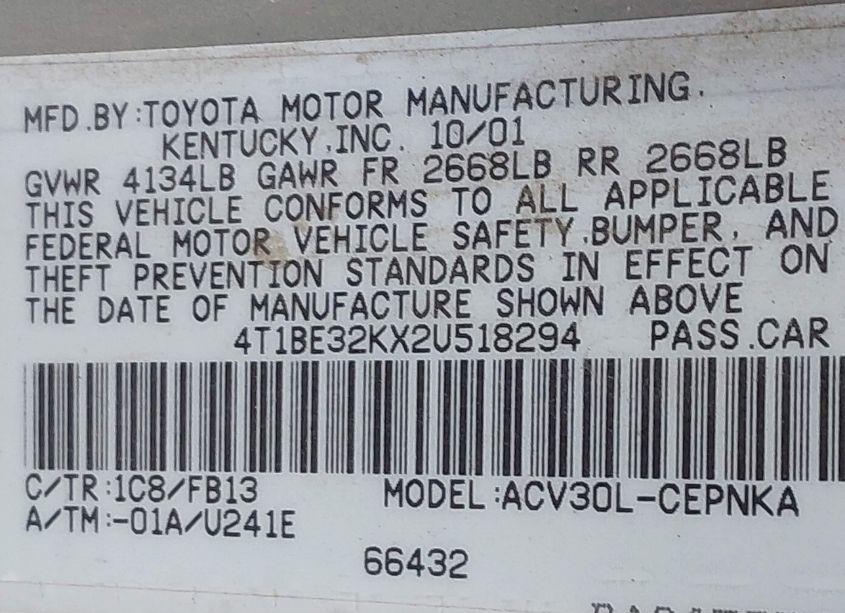 MFD.BY:TOYOTA MOTOR MANUFACTURING.
KENTUCKY,INC. 10/01
GVWR 4134LB GAWR FR 2668LB RR 2668LB
THIS VEHICLE CONFORMS TO ALL APPLICABLE
FEDERAL MOTOR VEHICLE SAFETY,BUMPER, AND
THEFT PREVENTION STANDARDS IN EFFECT ON
THE DATE OF MANUFACTURE SHOWN ABOVE
4T1BE32KX2U518294 PASS.CAR
C/TR:1C8/FB13 MODEL:ACV30L-CEPNKA
A/TM:-01A/U241E
66432